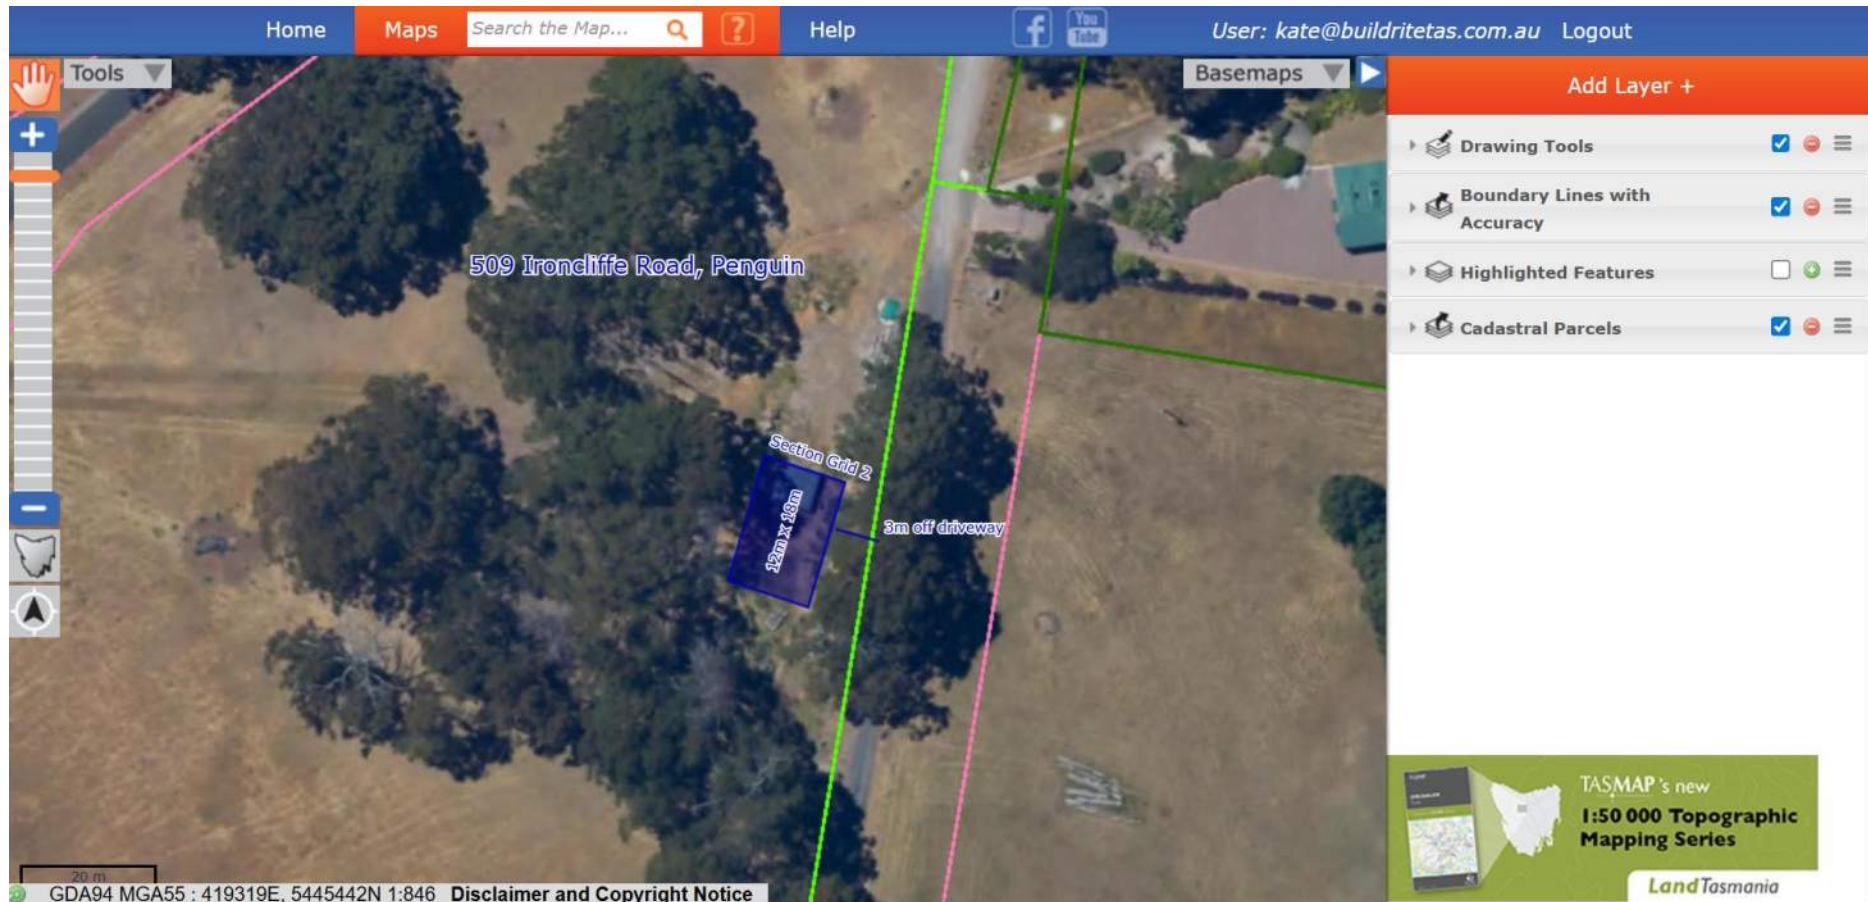 Home
Maps
Search the Map...
?
Help
f
You
Tube
User: kate@buildritetas.com.au
Logout
Tools
Basemaps
Add Layer +
Drawing Tools
Boundary Lines with
Accuracy
Highlighted Features
Cadastral Parcels
509 Ironcliffe Road, Penguin
Section Grid 2
12m x 18m
3m off driveway
TASMAP's new
1:50 000 Topographic
Mapping Series
LandTasmania
20 m
GDA94 MGA55 : 419319E, 5445442N 1:846 Disclaimer and Copyright Notice